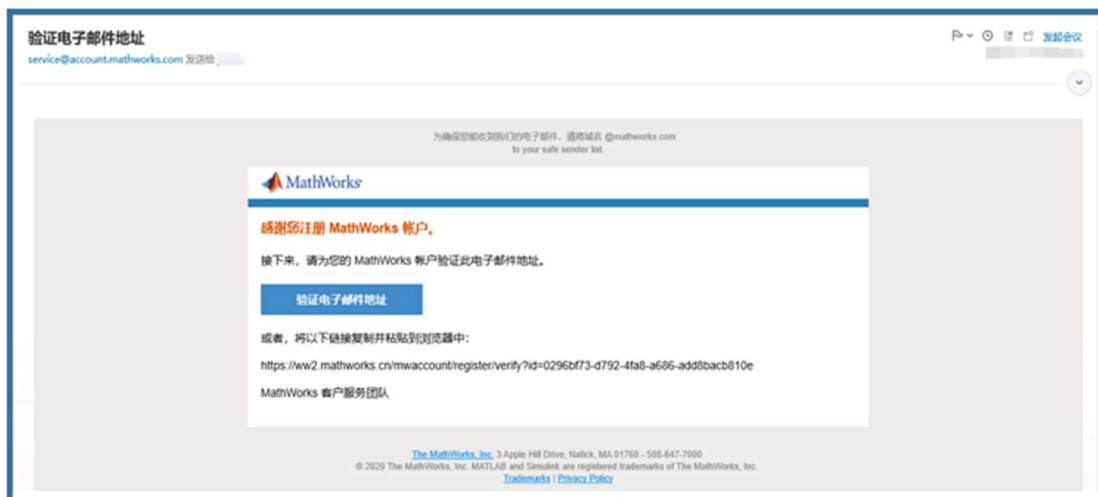 验证电子邮件地址
service@account.mathworks.com 发送给
发起会议
为确保您能收到我们的电子邮件，请将域名 @mathworks.com
to your safe sender list.
MathWorks
感谢您注册 MathWorks 帐户。
接下来，请为您的 MathWorks 帐户验证此电子邮件地址。
验证电子邮件地址
或者，将以下链接复制并粘贴到浏览器中：
https://ww2.mathworks.cn/mwaccount/register/verify?id=0296bf73-d792-4fa8-a686-add8bacb810e
MathWorks 客户服务团队
The MathWorks, Inc. 3 Apple Hill Drive, Natick, MA 01760 - 508-647-7000
© 2020 The MathWorks, Inc. MATLAB and Simulink are registered trademarks of The MathWorks, Inc.
Trademarks | Privacy Policy